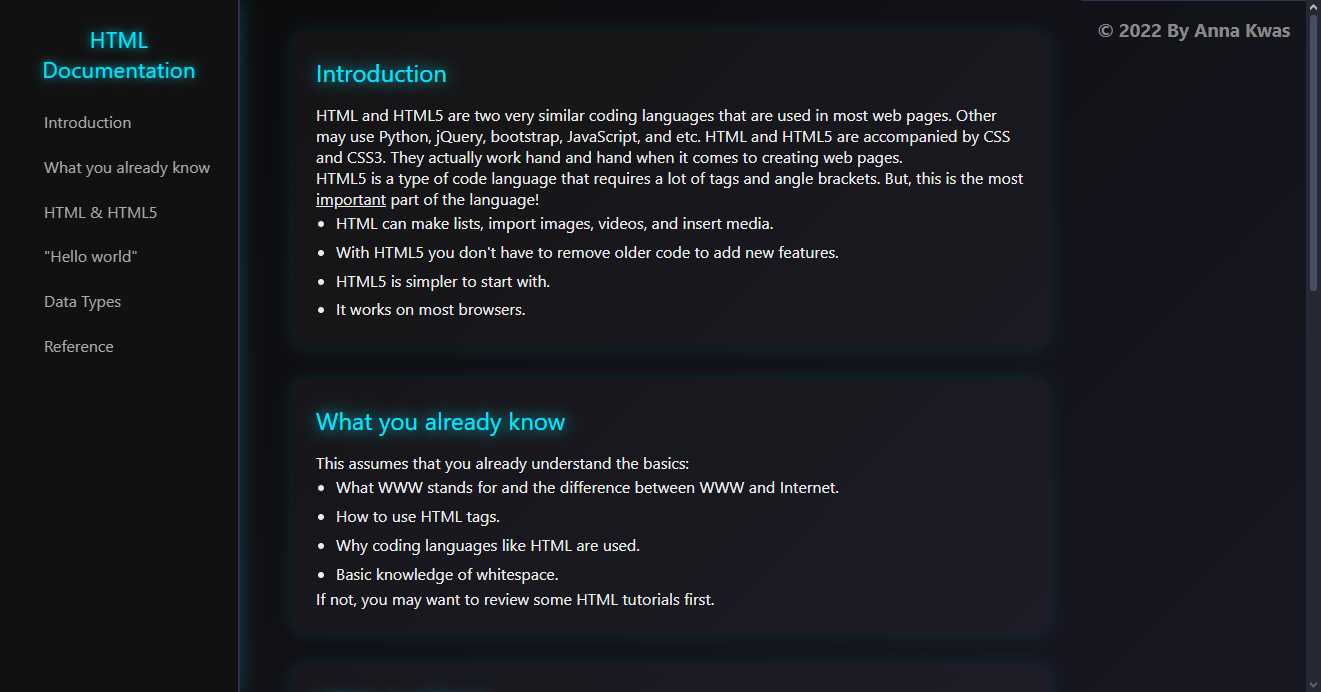 HTML
Documentation
Introduction
What you already know
HTML & HTML5
"Hello world"
Data Types
Reference
Introduction
HTML and HTML5 are two very similar coding languages that are used in most web pages. Other
may use Python, jQuery, bootstrap, JavaScript, and etc. HTML and HTML5 are accompanied by CSS
and CSS3. They actually work hand and hand when it comes to creating web pages.
HTML5 is a type of code language that requires a lot of tags and angle brackets. But, this is the most
important part of the language!
• HTML can make lists, import images, videos, and insert media.
• With HTML5 you don't have to remove older code to add new features.
• HTML5 is simpler to start with.
• It works on most browsers.
What you already know
This assumes that you already understand the basics:
• What WWW stands for and the difference between WWW and Internet.
• How to use HTML tags.
• Why coding languages like HTML are used.
• Basic knowledge of whitespace.
If not, you may want to review some HTML tutorials first.
© 2022 By Anna Kwas